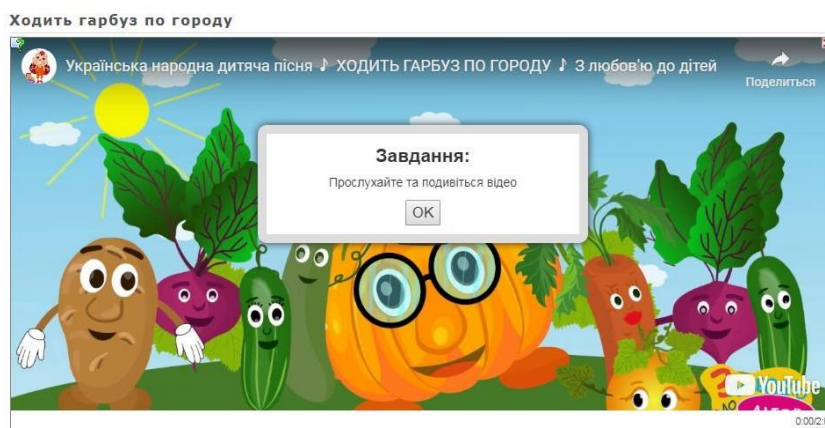 Ходить гарбуз по городу
Українська народна дитяча пісня ♪ ХОДИТЬ ГАРБУЗ ПО ГОРОДУ ♪ З любов'ю до дітей
Поделиться
Завдання:
Прослухайте та подивіться відео
OK
YouTube